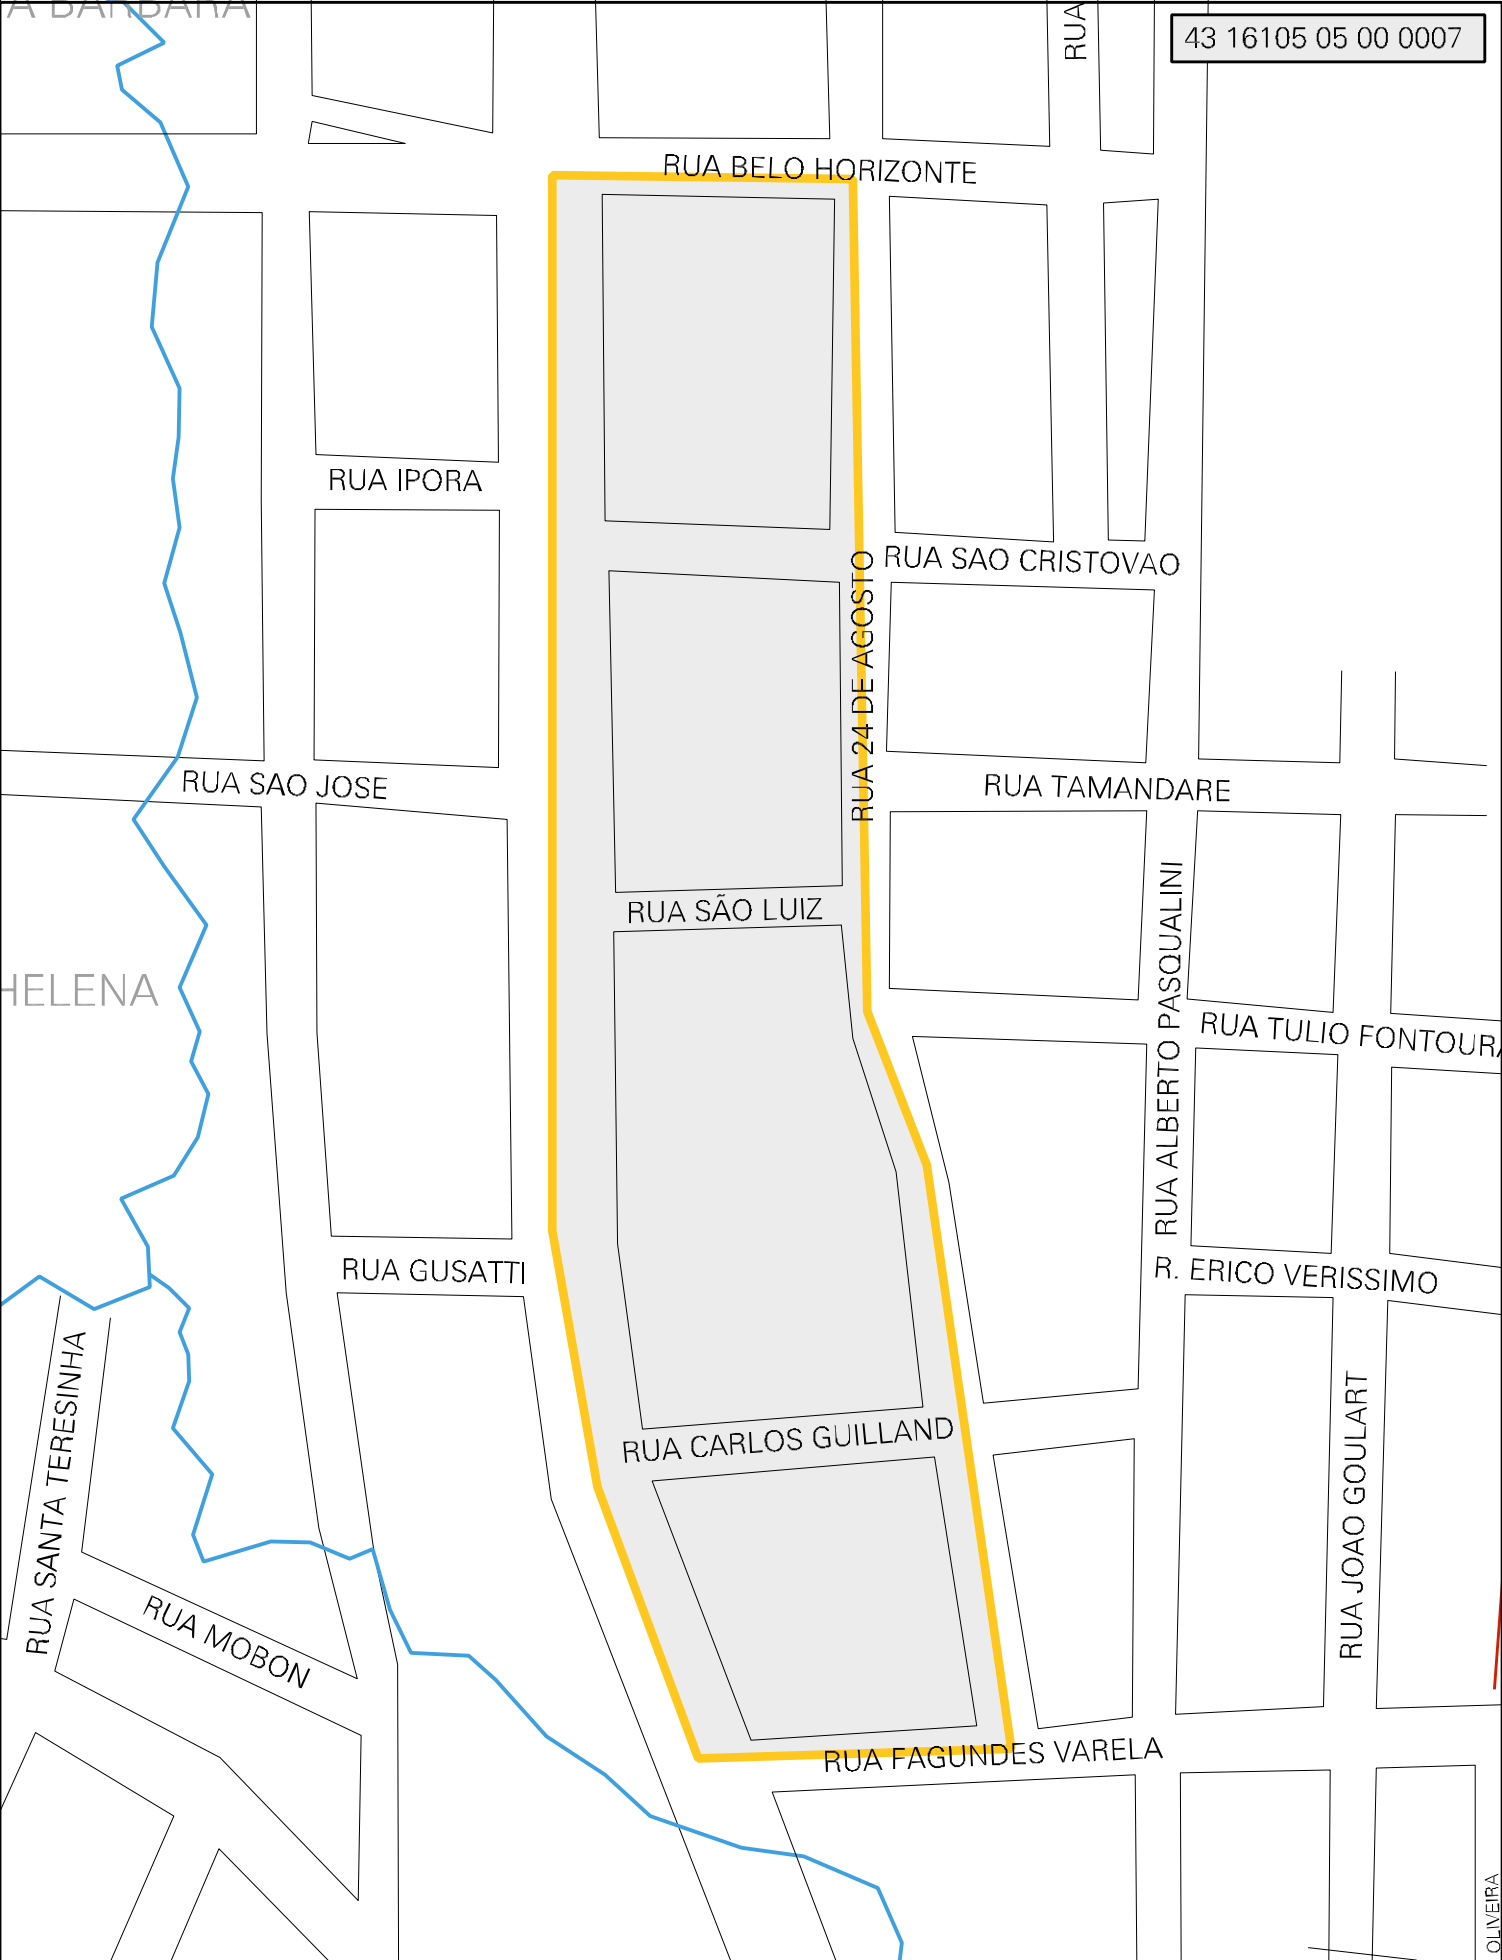 A BARBARA
RUA
43 16105 05 00 0007
RUA BELO HORIZONTE
RUA IPORA
RUA SAO CRISTOVAO
RUA 24 DE AGOSTO
RUA SAO JOSE
RUA TAMANDARE
RUA SÃO LUIZ
RUA ALBERTO PASQUALINI
HELENA
RUA TULIO FONTOURA
RUA GUSATTI
R. ERICO VERISSIMO
RUA SANTA TERESINHA
RUA CARLOS GUILLAND
RUA JOAO GOULART
RUA MOBON
RUA FAGUNDES VARELA
OLIVEIRA